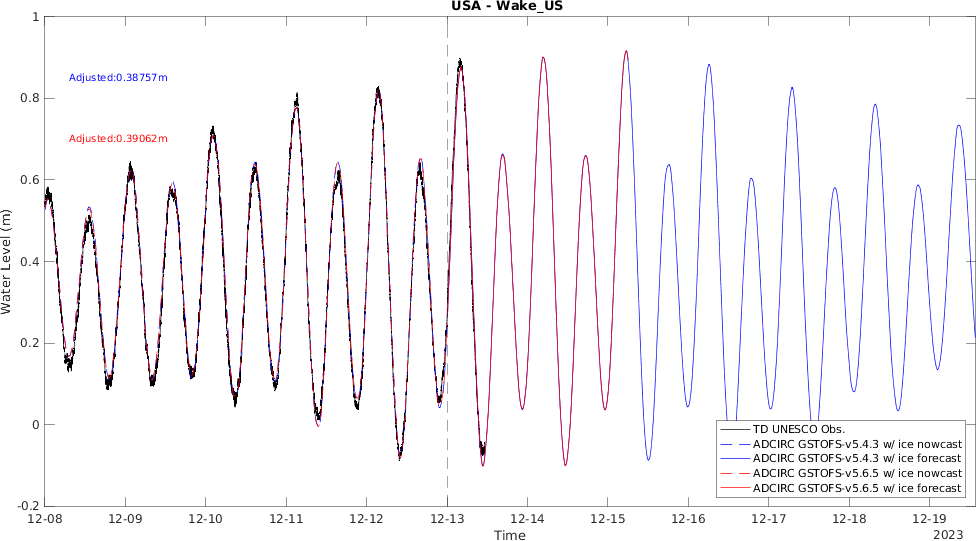 USA - Wake_US
1
0.8
0.6
0.4
0.2
0
-0.2
Water Level (m)
Adjusted:0.38757m
Adjusted:0.39062m
TD UNESCO Obs.
ADCIRC GSTOFS-v5.4.3 w/ ice nowcast
ADCIRC GSTOFS-v5.4.3 w/ ice forecast
ADCIRC GSTOFS-v5.6.5 w/ ice nowcast
ADCIRC GSTOFS-v5.6.5 w/ ice forecast
12-08 12-09 12-10 12-11 12-12 12-13 12-14 12-15 12-16 12-17 12-18 12-19
Time
2023